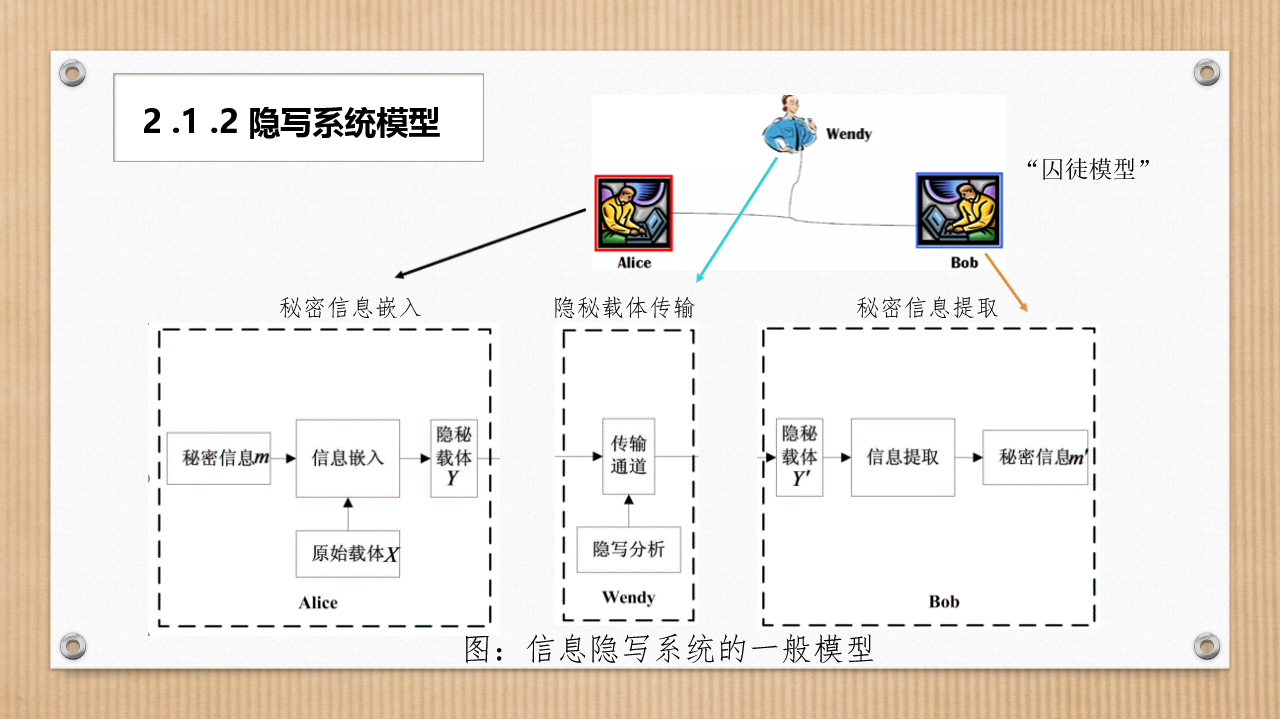 2 .1 .2 隐写系统模型
Wendy
“囚徒模型”
Alice
Bob
秘密信息嵌入
隐秘载体传输
秘密信息提取
秘密信息m
信息嵌入
隐秘
载体
Y
原始载体X
Alice
传输
通道
隐写分析
Wendy
隐秘
载体
Y'
信息提取
秘密信息m'
Bob
图：信息隐写系统的一般模型